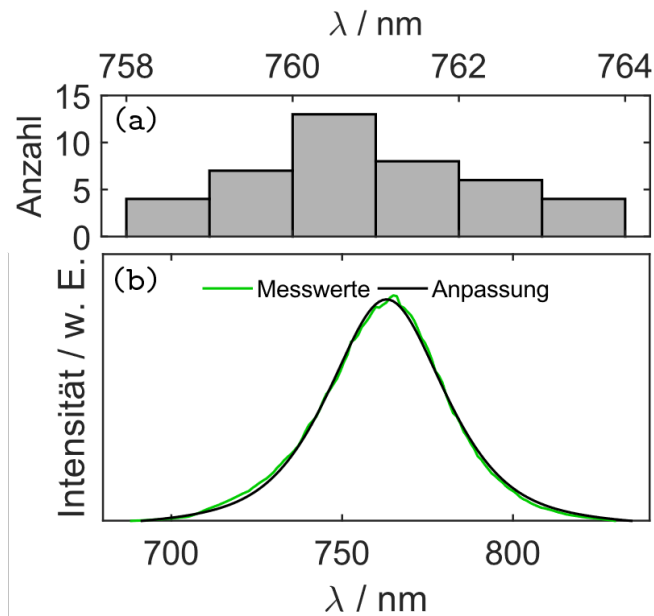 λ / nm
758 760 762 764
15
(a)
10
5
0
Anzahl
(b)
Messwerte Anpassung
Intensität / w. E.
700 750 800
λ / nm